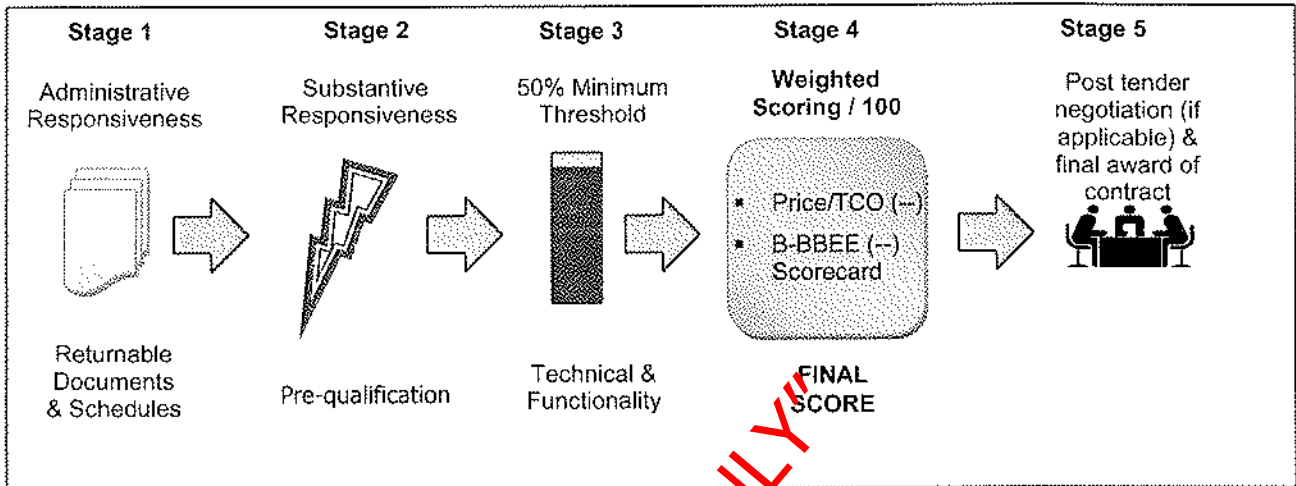 Stage 1
Administrative
Responsiveness
Returnable
Documents
& Schedules
Stage 2
Substantive
Responsiveness
Pre-qualification
Stage 3
50% Minimum
Threshold
Technical &
Functionality
Stage 4
Weighted
Scoring / 100
▪ Price/TCO (--)
▪ B-BBEE (--)
Scorecard
FINAL
SCORE
Stage 5
Post tender
negotiation (if
applicable) &
final award of
contract